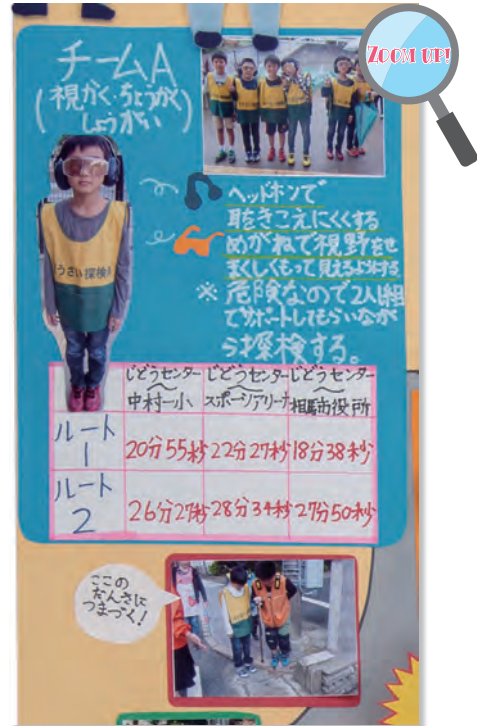 ZOOM UP!
チームA
(視かく・ちょうかく
しょうがい)
ヘッドホンで
耳をきこえにくくする
めがねで視野をせ
まくしくもって見えるようにする
※危険なので2人組
でサポートしてもらいなが
ら探検する。
うさい探検
じどうセンター 〜 中村一小
じどうセンター 〜 スポーツアリーナ
じどうセンター 〜 相馬市役所
ルート1 20分55秒 22分27秒 18分38秒
ルート2 26分27秒 28分34秒 27分50秒
ここの
だんさに
つまづく!